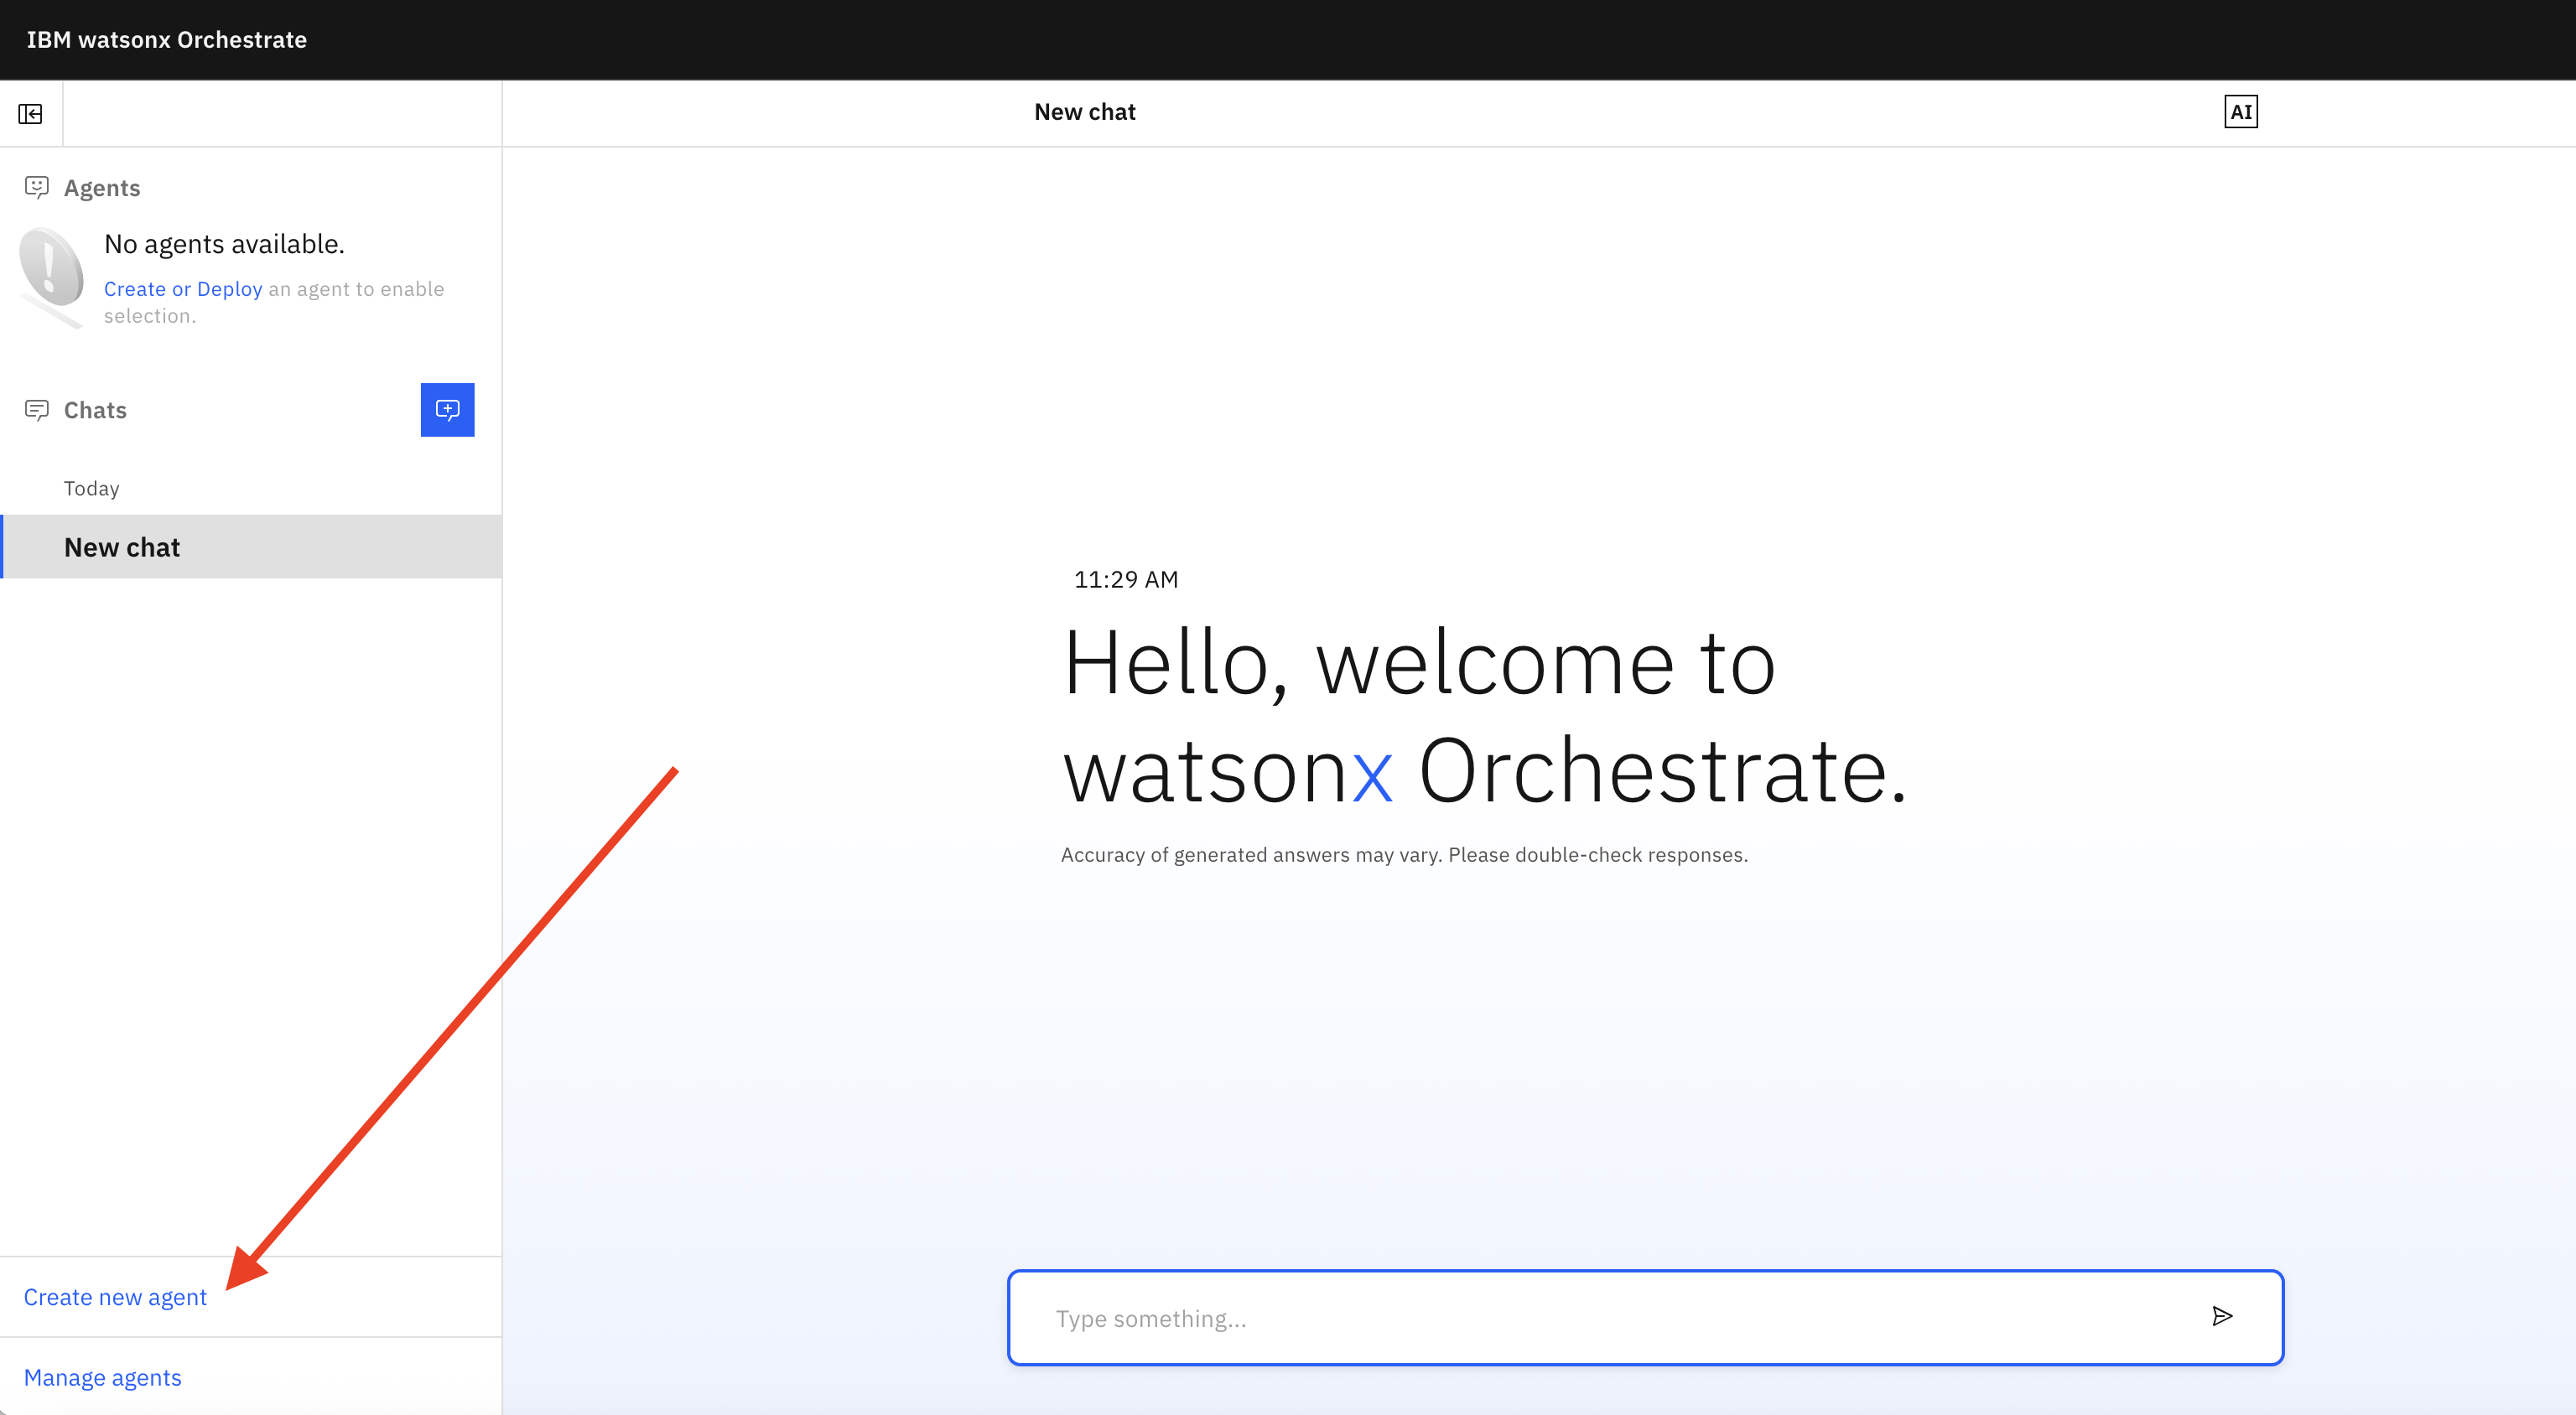 IBM watsonx Orchestrate
New chat
AI
Agents
No agents available.
Create or Deploy an agent to enable
selection.
Chats
Today
New chat
11:29 AM
Hello, welcome to
watsonx Orchestrate.
Accuracy of generated answers may vary. Please double-check responses.
Create new agent
Type something...
Manage agents